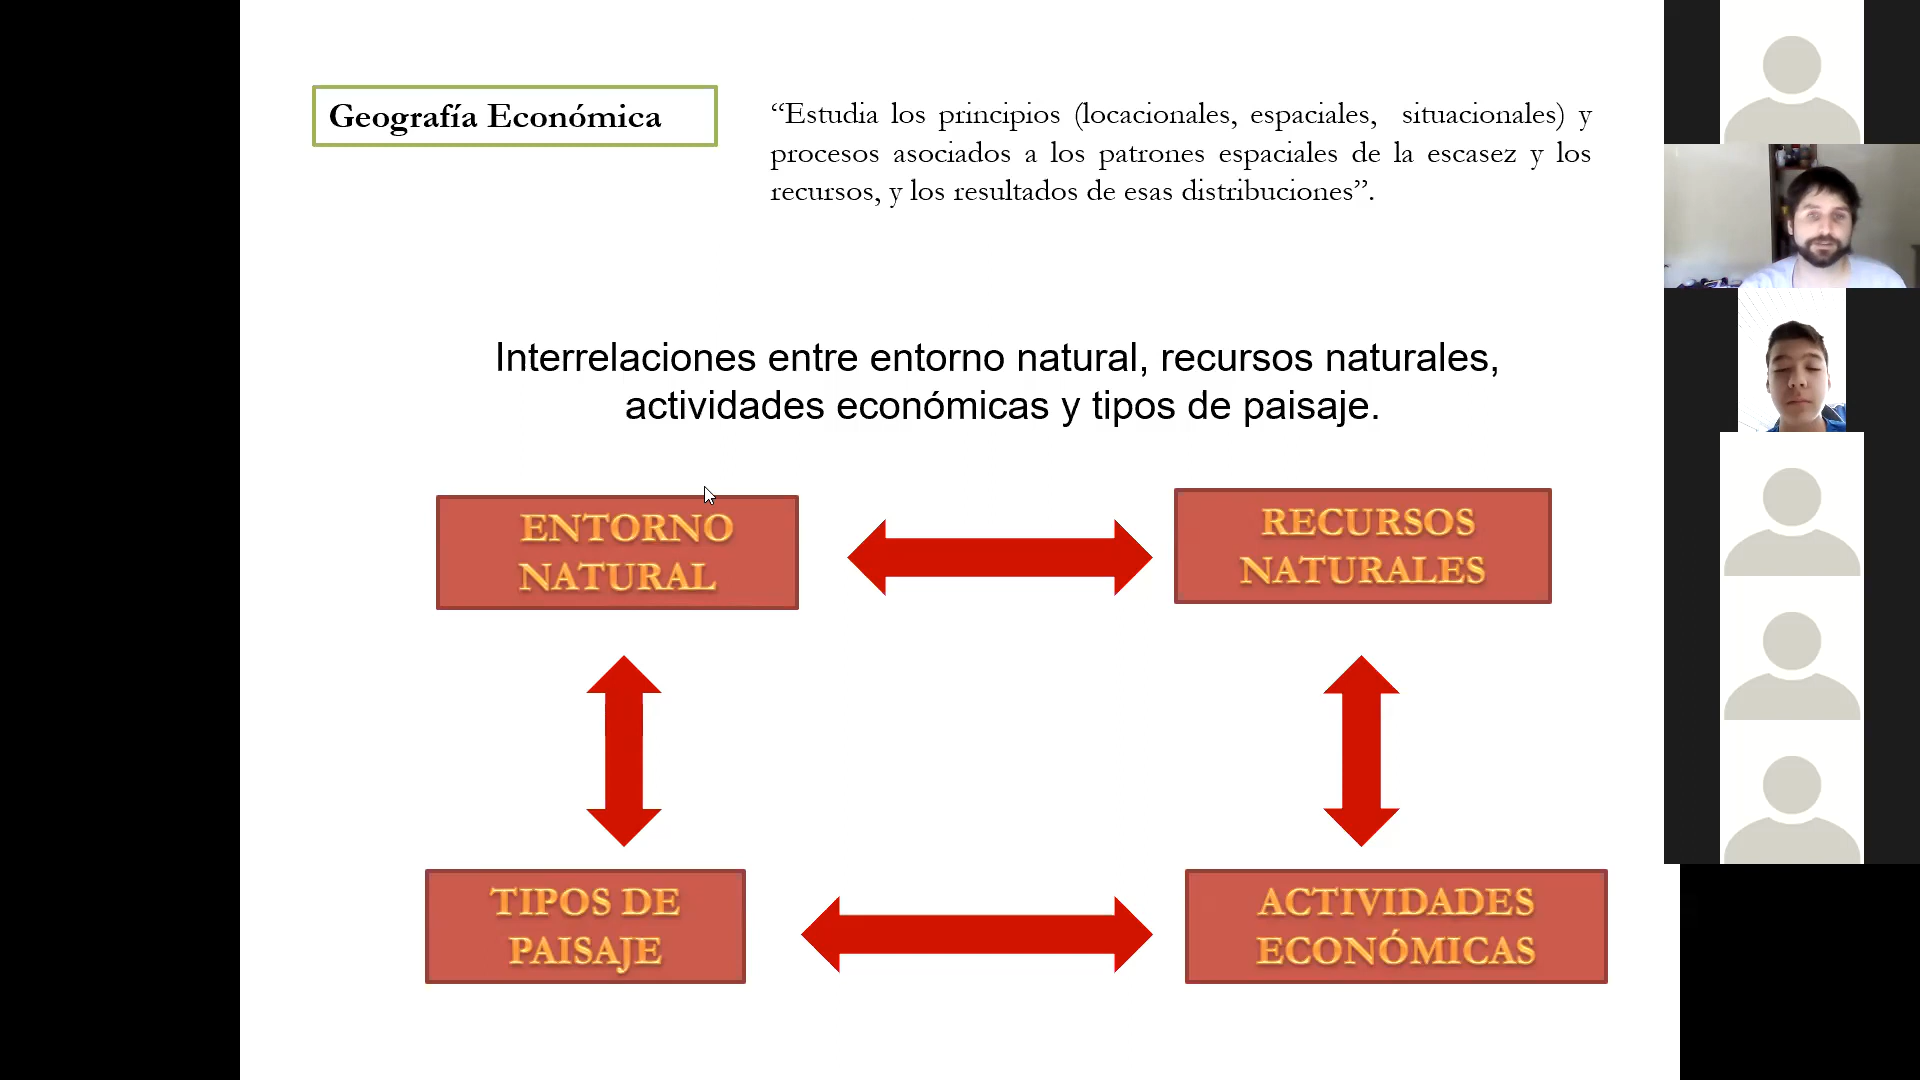 Geografía Económica
“Estudia los principios (locacionales, espaciales, situacionales) y
procesos asociados a los patrones espaciales de la escasez y los
recursos, y los resultados de esas distribuciones”.
Interrelaciones entre entorno natural, recursos naturales,
actividades económicas y tipos de paisaje.
ENTORNO
NATURAL
RECURSOS
NATURALES
TIPOS DE
PAISAJE
ACTIVIDADES
ECONÓMICAS